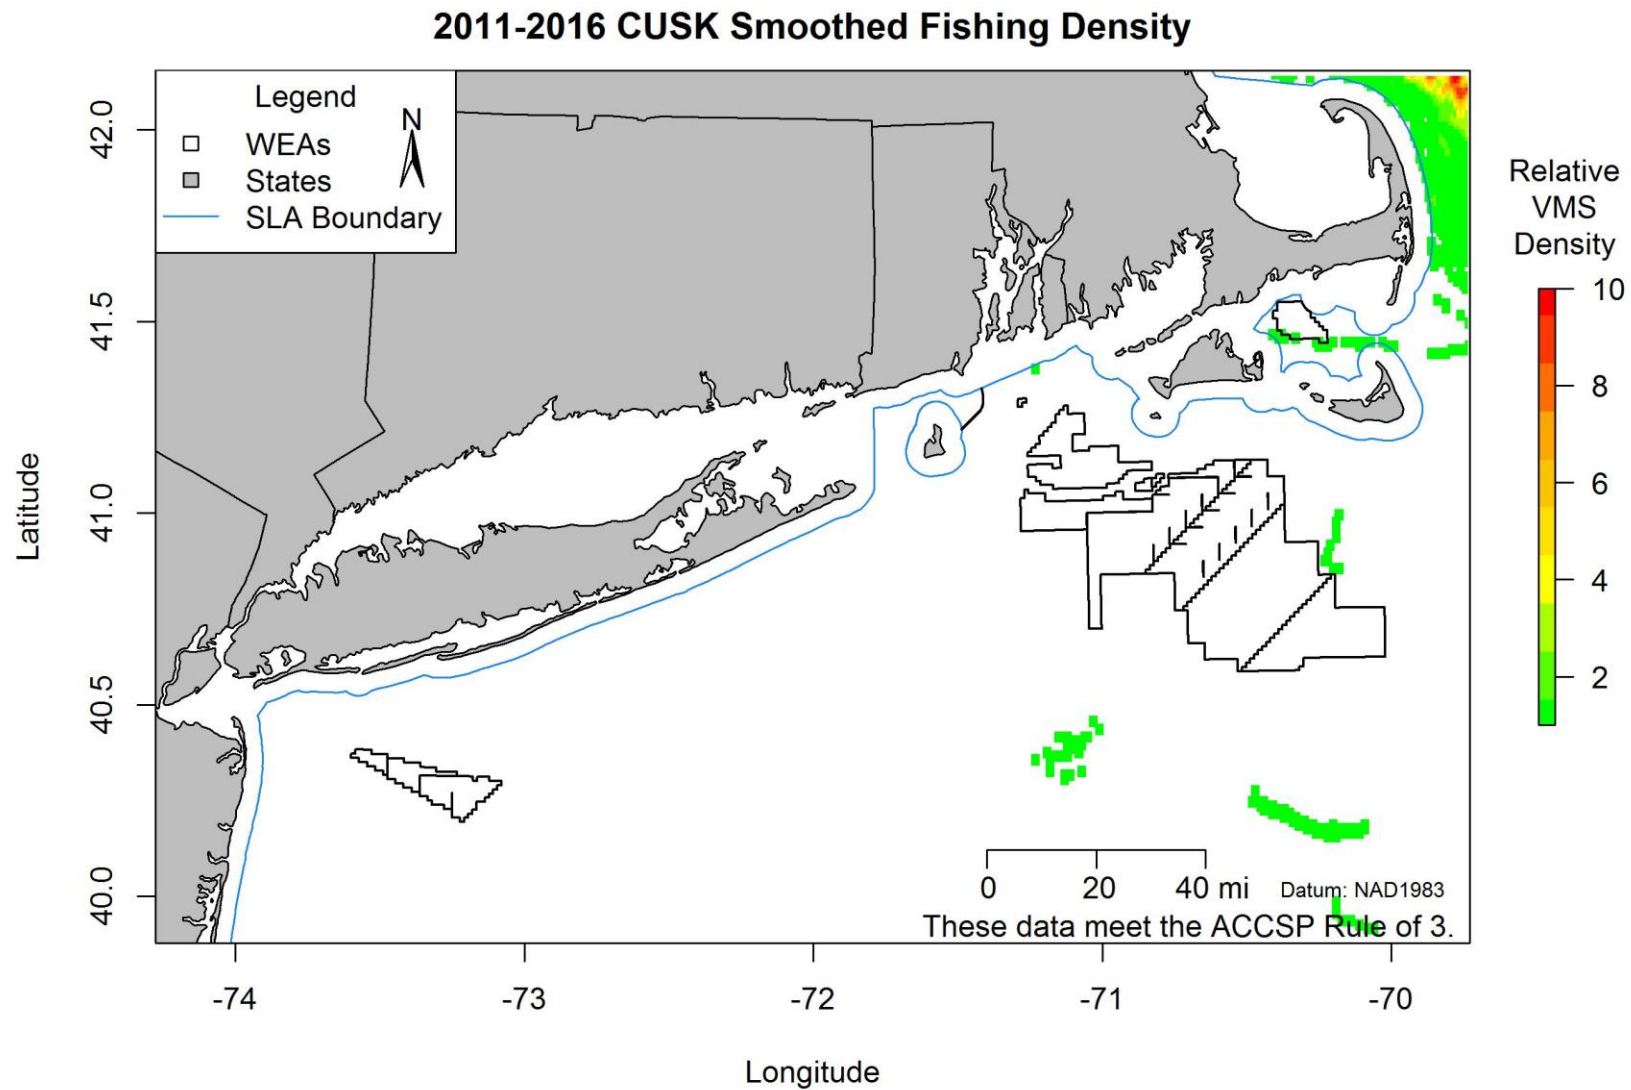 2011-2016 CUSK Smoothed Fishing Density
Legend
N
WEAs
States
SLA Boundary
Latitude
42.0
41.5
41.0
40.5
40.0
Relative
VMS
Density
10
8
6
4
2
0 20 40 mi
Datum: NAD1983
These data meet the ACCSP Rule of 3.
-74 -73 -72 -71 -70
Longitude